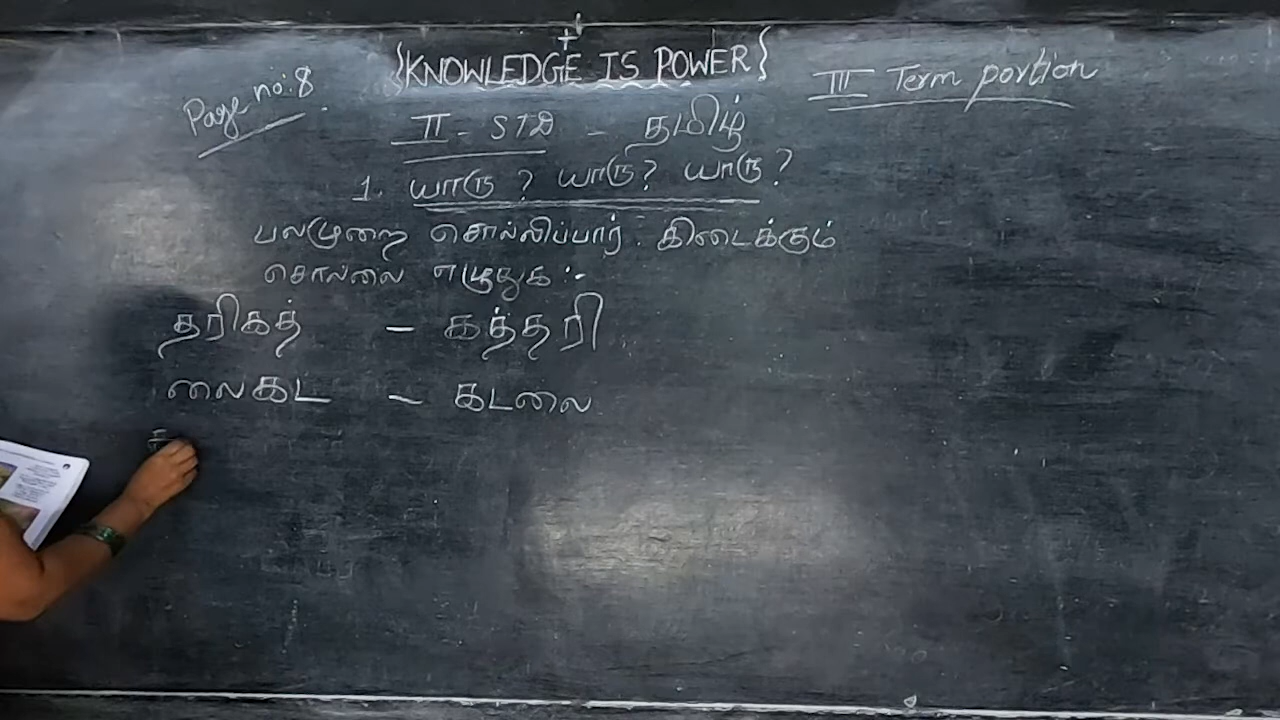 {KNOWLEDGE IS POWER}
Page no: 8
III Term portion
II - STD - தமிழ்
1. யாரு ? யாரு? யாரு?
பலமுறை சொல்லிப்பார். கிடைக்கும்
சொல்லை எழுதுக :-
தரிகத் - கத்தரி
லைகட - கடலை